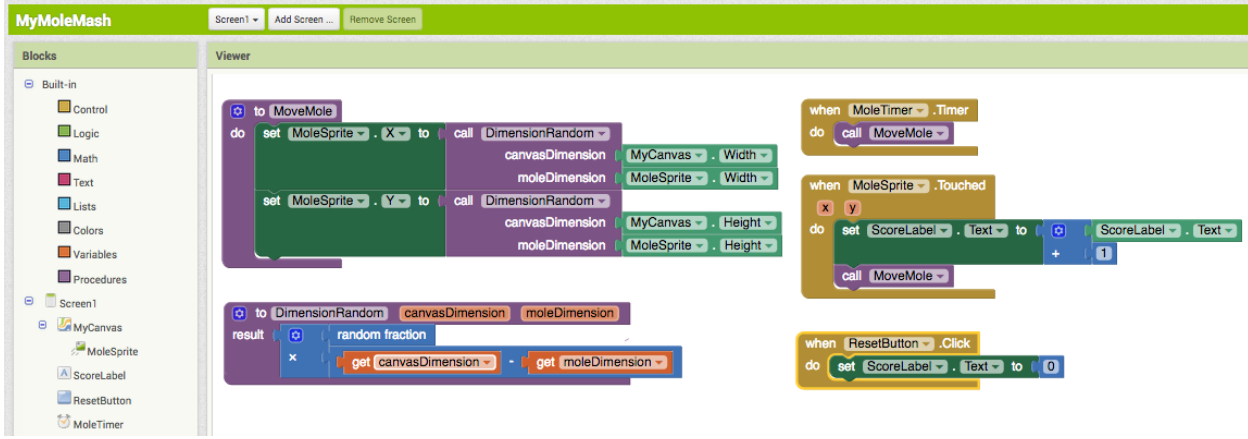 MyMoleMash
Screen1 Add Screen ... Remove Screen
Blocks
Viewer
Built-in
Control
Logic
Math
Text
Lists
Colors
Variables
Procedures
Screen1
MyCanvas
MoleSprite
ScoreLabel
ResetButton
MoleTimer
to MoveMole
do set MoleSprite . X to call DimensionRandom
canvasDimension MyCanvas . Width
moleDimension MoleSprite . Width
set MoleSprite . Y to call DimensionRandom
canvasDimension MyCanvas . Height
moleDimension MoleSprite . Height
to DimensionRandom canvasDimension moleDimension
result random fraction
× get canvasDimension - get moleDimension
when MoleTimer .Timer
do call MoveMole
when MoleSprite .Touched
x y
do set ScoreLabel . Text to ScoreLabel . Text
+ 1
call MoveMole
when ResetButton .Click
do set ScoreLabel . Text to 0